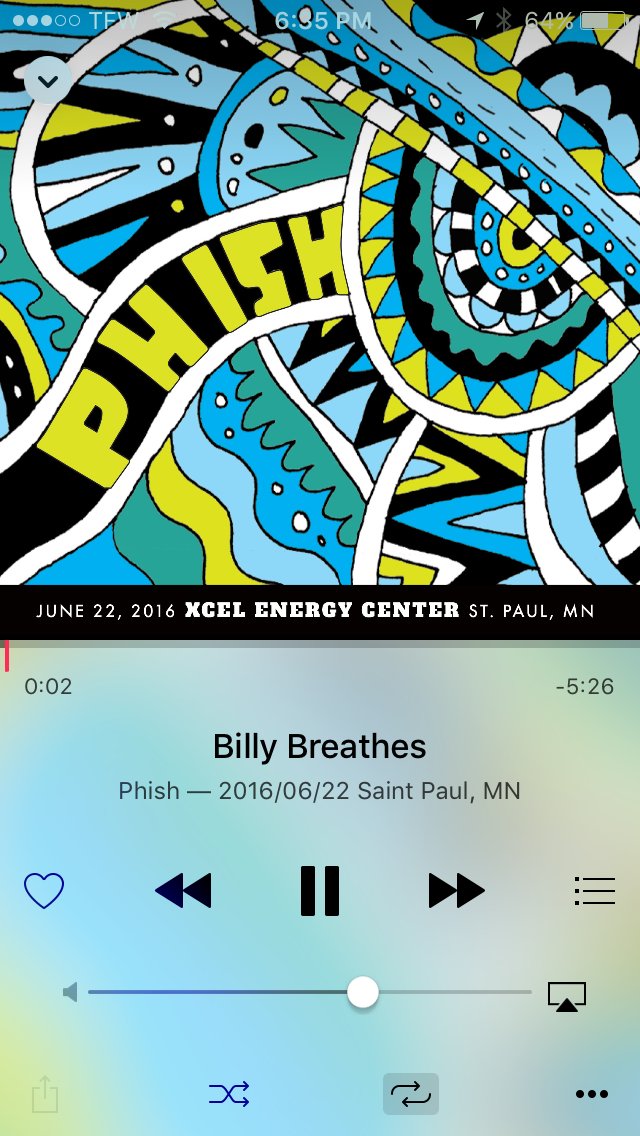 TFW 6:35 PM 64%
PHISH
JUNE 22, 2016 XCEL ENERGY CENTER ST. PAUL, MN
0:02 -5:26
Billy Breathes
Phish — 2016/06/22 Saint Paul, MN